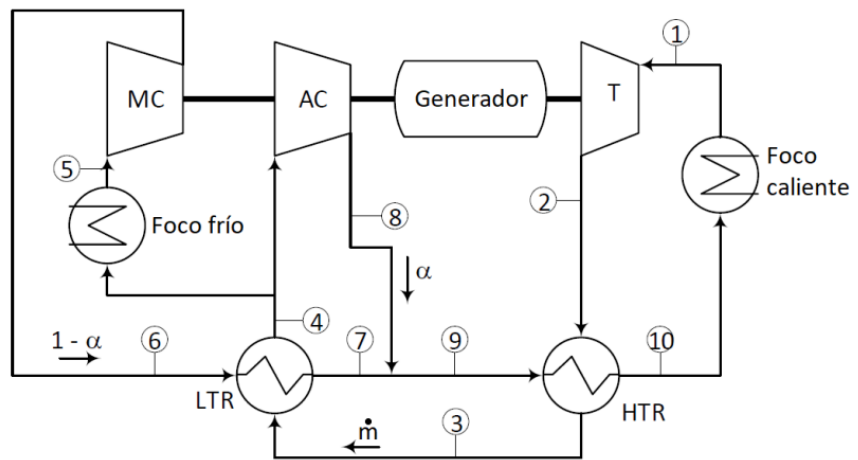 1
MC
AC
Generador
T
5
Foco
caliente
2
8
Foco frío
α
4
1 - α
6
7
9
10
LTR
HTR
ṁ
3